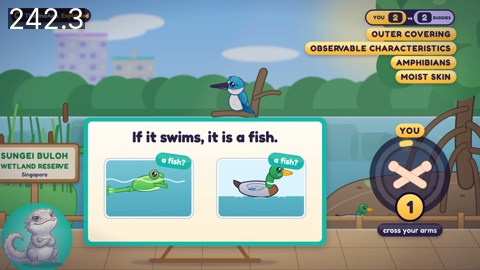 242.3
YOU 2 VS 2 BUDDIES
OUTER COVERING
OBSERVABLE CHARACTERISTICS
AMPHIBIANS
MOIST SKIN
If it swims, it is a fish.
a fish?
a fish?
SUNGEI BULOH
WETLAND RESERVE
Singapore
YOU
1
cross your arms